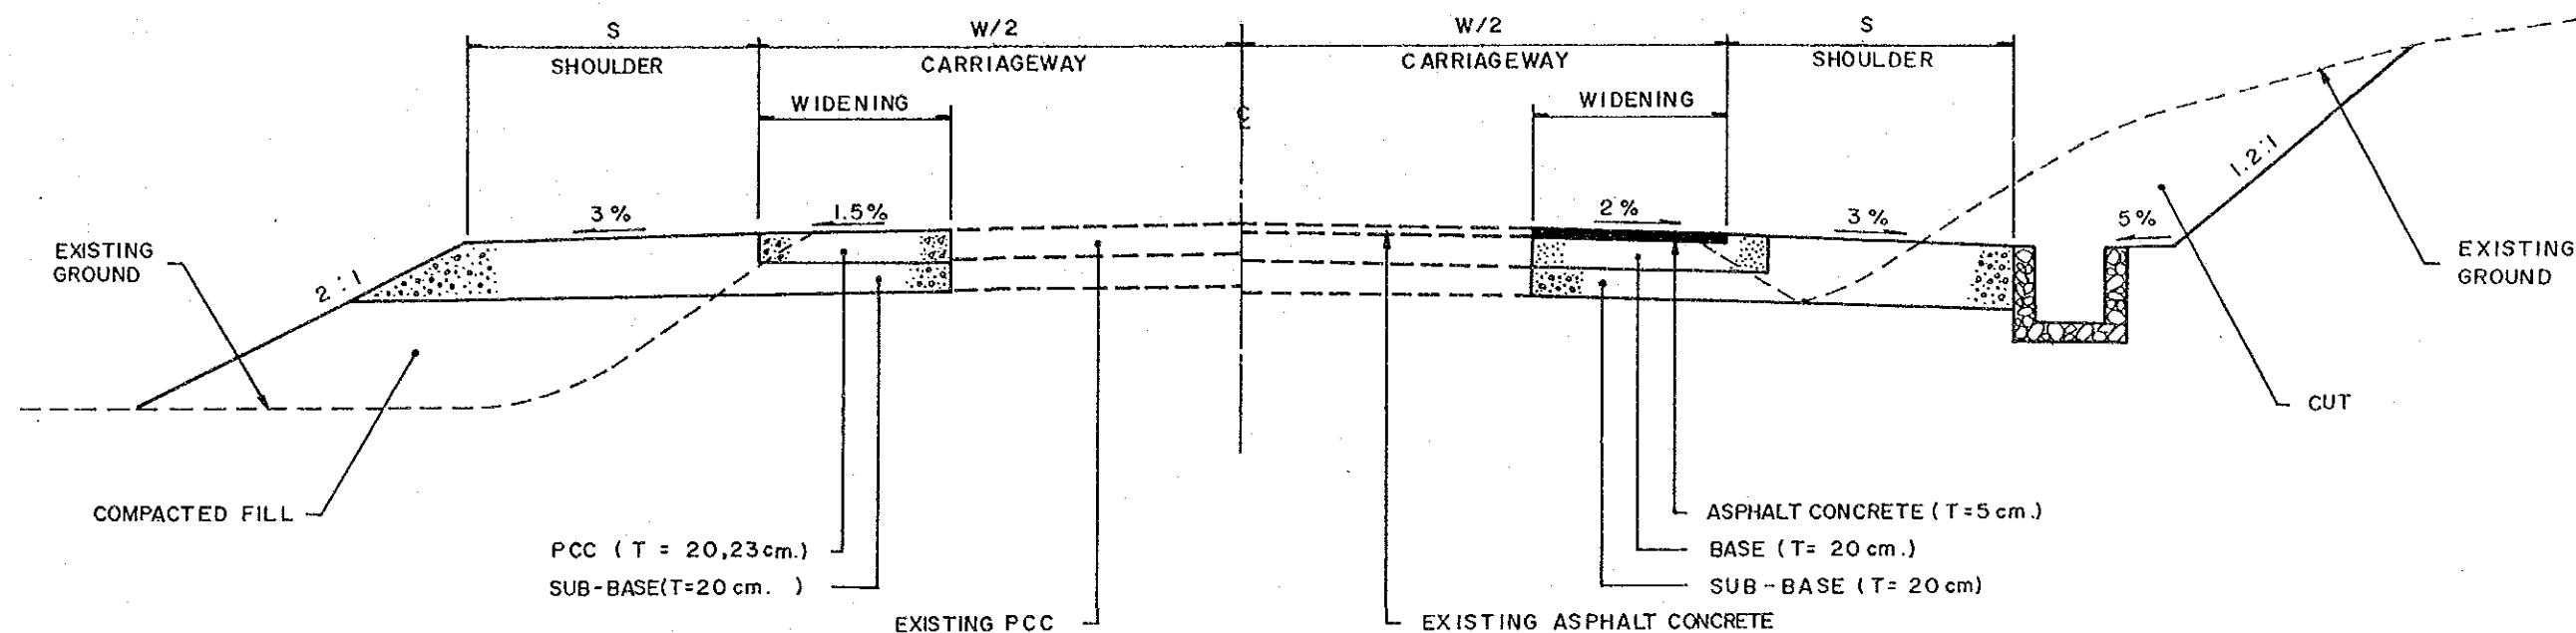 S
W/2
W/2
S
SHOULDER
CARRIAGEWAY
CARRIAGEWAY
SHOULDER
WIDENING
WIDENING
℄
1.2:1
3%
1.5%
2%
3%
5%
EXISTING
GROUND
EXISTING
GROUND
2:1
CUT
COMPACTED FILL
ASPHALT CONCRETE (T=5 cm.)
PCC (T = 20,23cm.)
BASE (T= 20 cm.)
SUB-BASE(T=20 cm. )
SUB-BASE (T= 20 cm)
EXISTING PCC
EXISTING ASPHALT CONCRETE